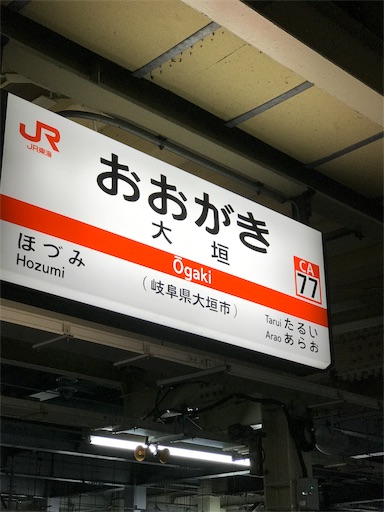 JR
JR東海
おおがき
大垣
Ōgaki
(岐阜県大垣市)
CA
77
ほづみ
Hozumi
Tarui たるい
Arao あらお